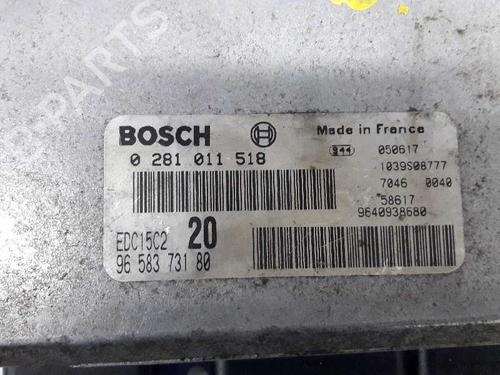 BOSCH
0 281 011 518
EDC15C2 20
96 583 731 80
Made in France
944 050617
1039S08777
7046 0040
58617
9640938680